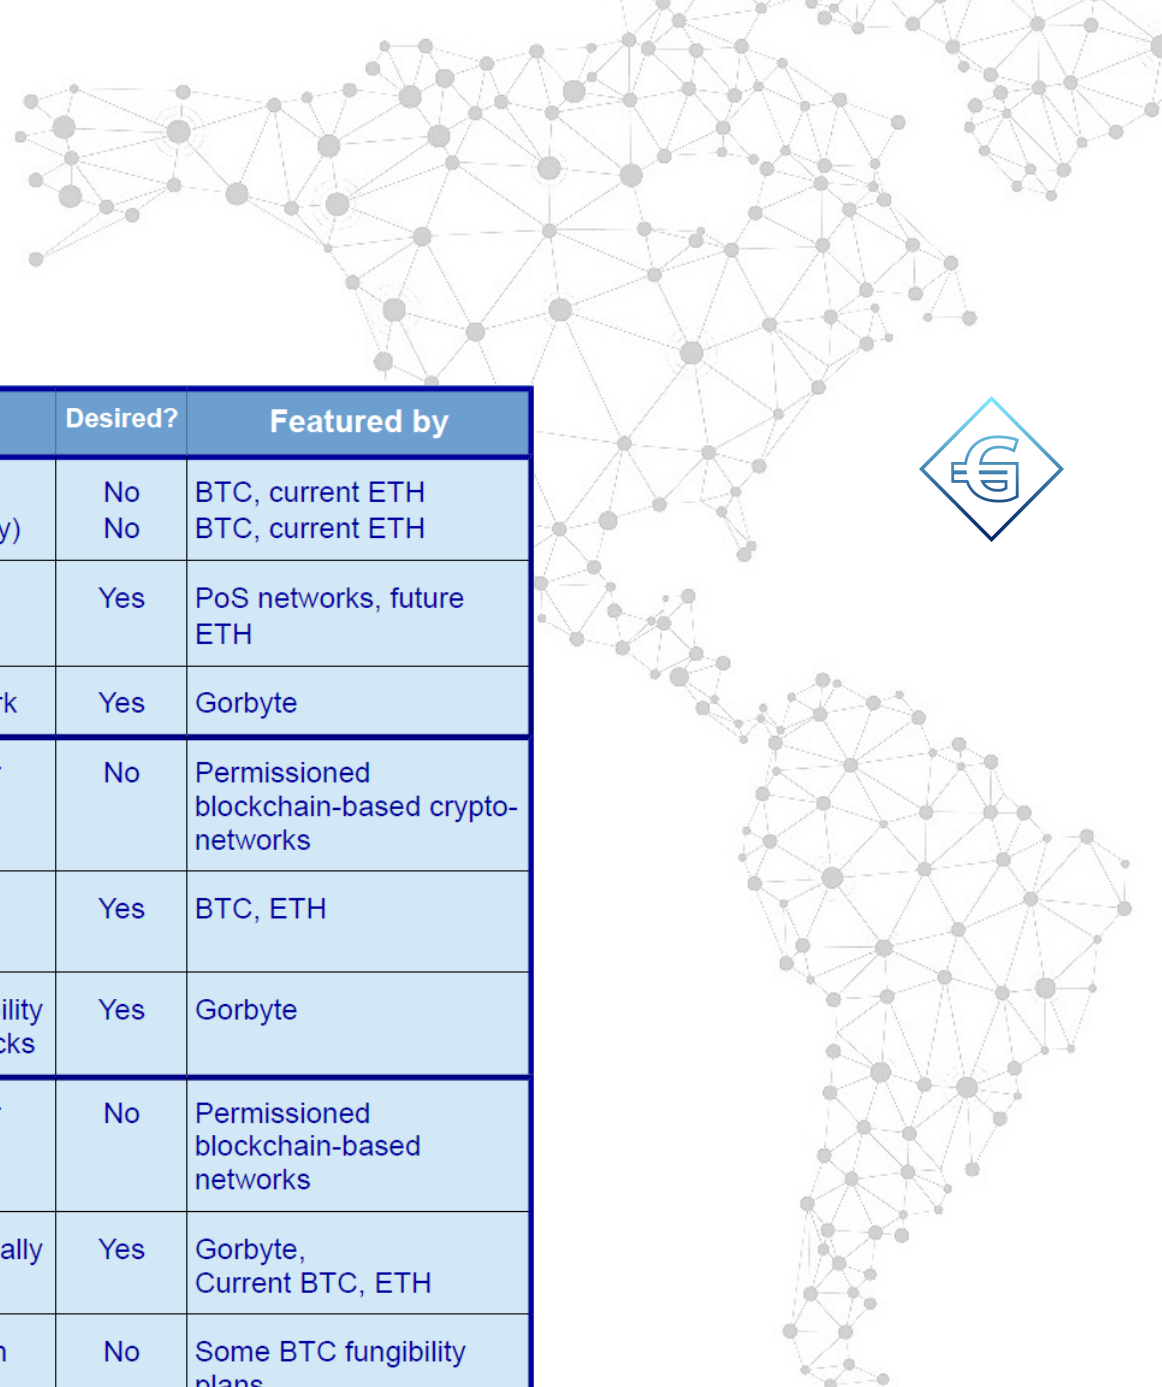 Desired? Featured by
No BTC, current ETH
y) No BTC, current ETH
Yes PoS networks, future
ETH
rk Yes Gorbyte
No Permissioned
blockchain-based crypto-
networks
Yes BTC, ETH
ility Yes Gorbyte
cks
No Permissioned
blockchain-based
networks
ally Yes Gorbyte,
Current BTC, ETH
n No Some BTC fungibility
plans